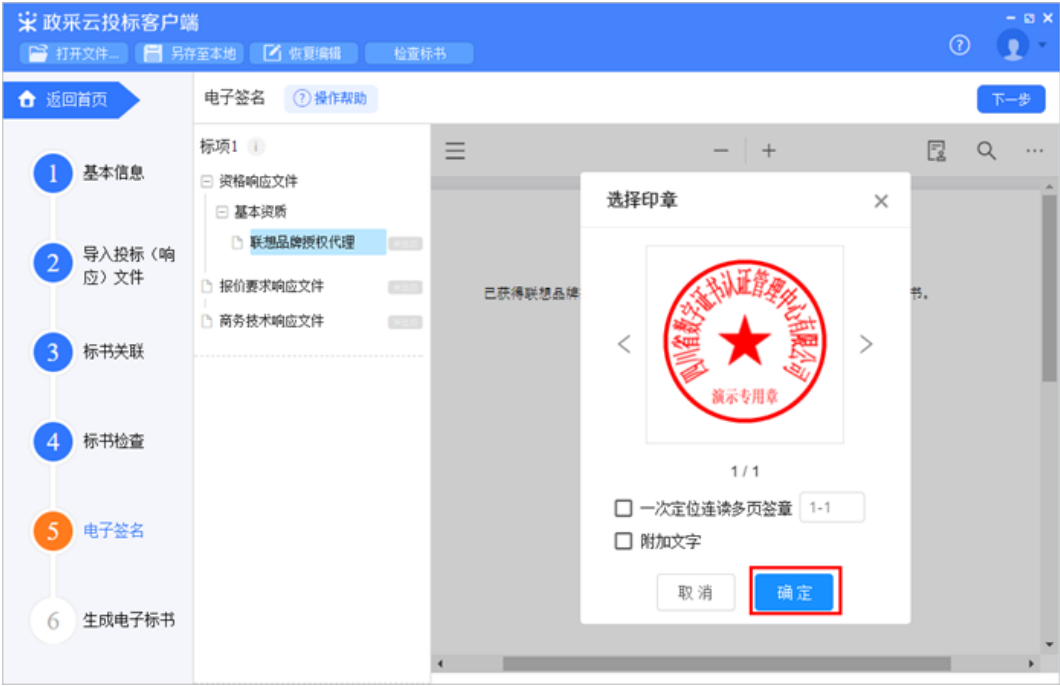 政采云投标客户端
打开文件... 另存至本地 恢复编辑 检查标书
返回首页
电子签名 操作帮助 下一步
1 基本信息
2 导入投标（响
应）文件
3 标书关联
4 标书检查
5 电子签名
6 生成电子标书
标项1
资格响应文件
基本资质
联想品牌授权代理
报价要求响应文件
商务技术响应文件
已获得联想品牌
书。
选择印章
四川省数字证书认证管理中心有限公司
演示专用章
1 / 1
一次定位连读多页签章 1-1
附加文字
取消 确定